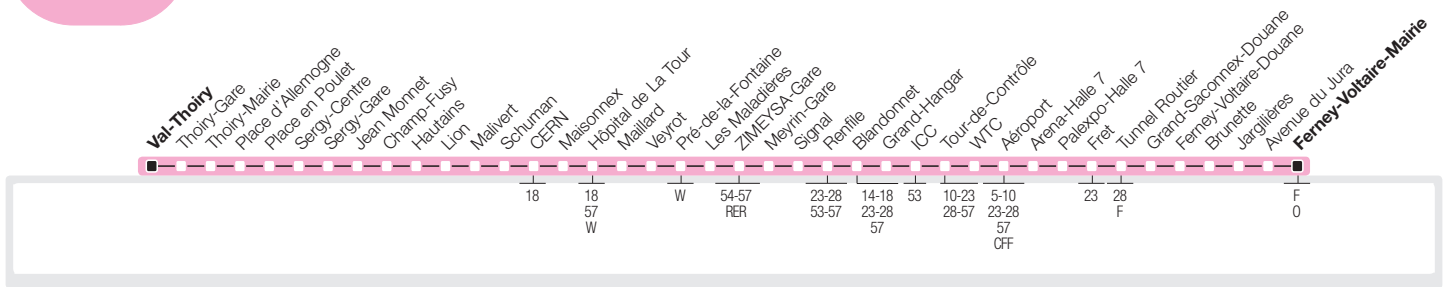 Val-Thoiry
Thoiry-Gare
Thoiry-Mairie
Place d'Allemogne
Place en Poulet
Sergy-Centre
Sergy-Gare
Jean Monnet
Champ-Fusy
Hautains
Lion
Malivert
Schuman
CERN
Maisonnex
Hôpital de La Tour
Maillard
Veyrot
Pré-de-la-Fontaine
Les Maladières
ZIMEYSA-Gare
Meyrin-Gare
Signal
Renfile
Blandonnet
Grand-Hangar
ICC
Tour-de-Contrôle
WTC
Aéroport
Arena-Halle 7
Palexpo-Halle 7
Fret
Tunnel Routier
Grand-Saconnex-Douane
Ferney-Voltaire-Douane
Brunette
Jargilières
Avenue du Jura
Ferney-Voltaire-Mairie
18
18
57
W
W
54-57
RER
23-28
53-57
14-18
23-28
57
53
10-23
28-57
5-10
23-28
57
CFF
23
28
F
F
O